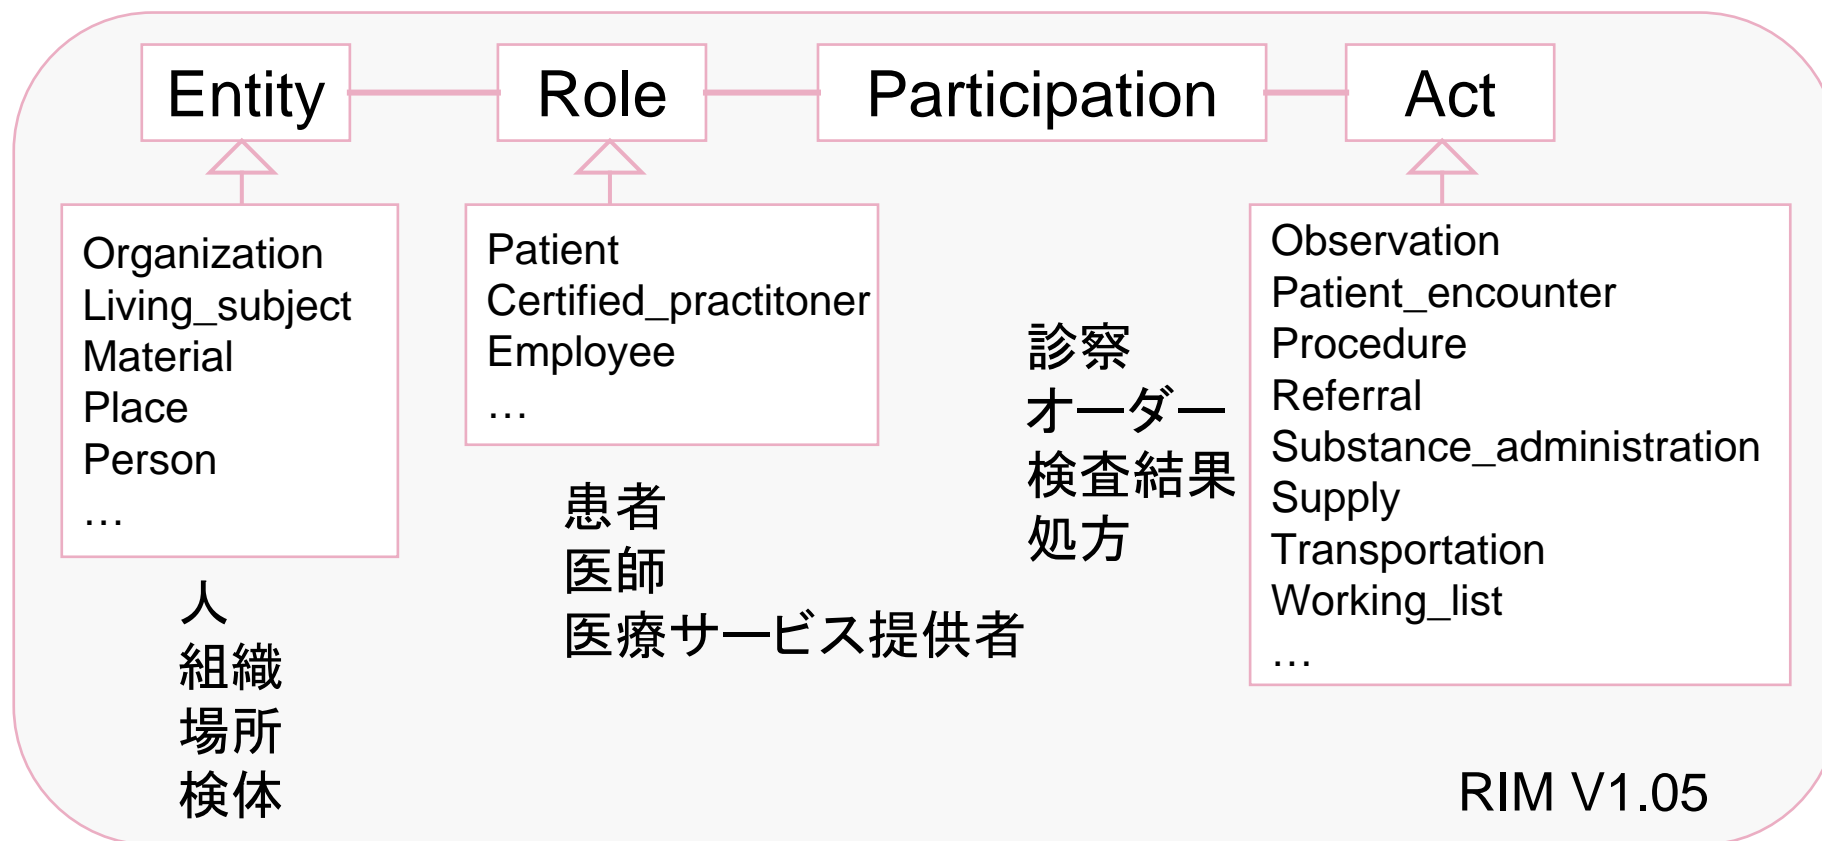 Entity
Role
Participation
Act
Organization
Living_subject
Material
Place
Person
…
Patient
Certified_practitoner
Employee
…
Observation
Patient_encounter
Procedure
Referral
Substance_administration
Supply
Transportation
Working_list
…
人
組織
場所
検体
患者
医師
医療サービス提供者
診察
オーダー
検査結果
処方
RIM V1.05